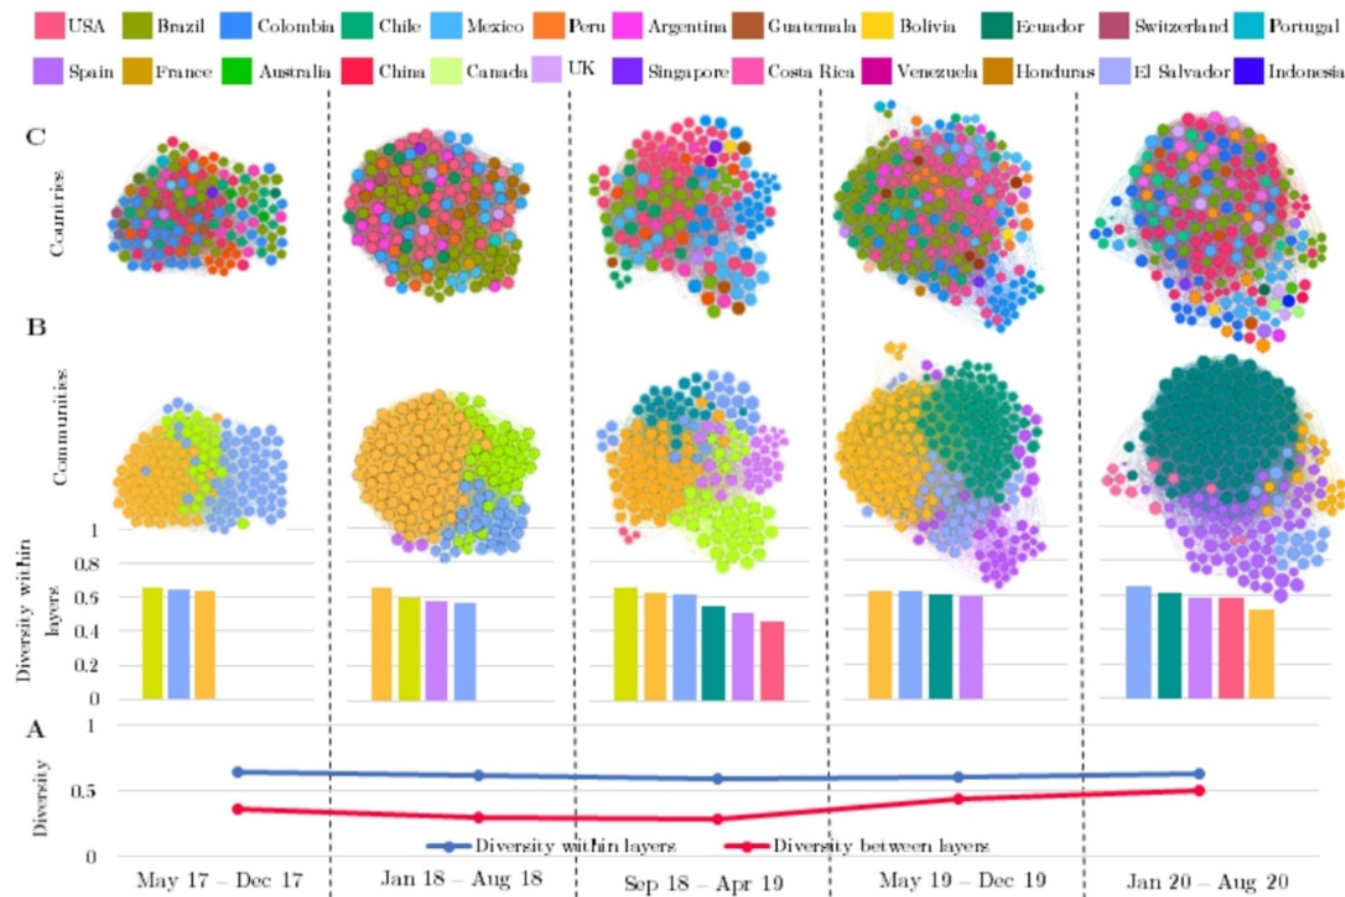 USA Brazil Colombia Chile Mexico Peru Argentina Guatemala Bolivia Ecuador Switzerland Portugal
Spain France Australia China Canada UK Singapore Costa Rica Venezuela Honduras El Salvador Indonesia
C
Countries
B
Communities
1
0.8
0.6
0.4
0.2
0
Diversity within
layers
A
1
0.5
0
Diversity
Diversity within layers Diversity between layers
May 17 – Dec 17 Jan 18 – Aug 18 Sep 18 – Apr 19 May 19 – Dec 19 Jan 20 – Aug 20